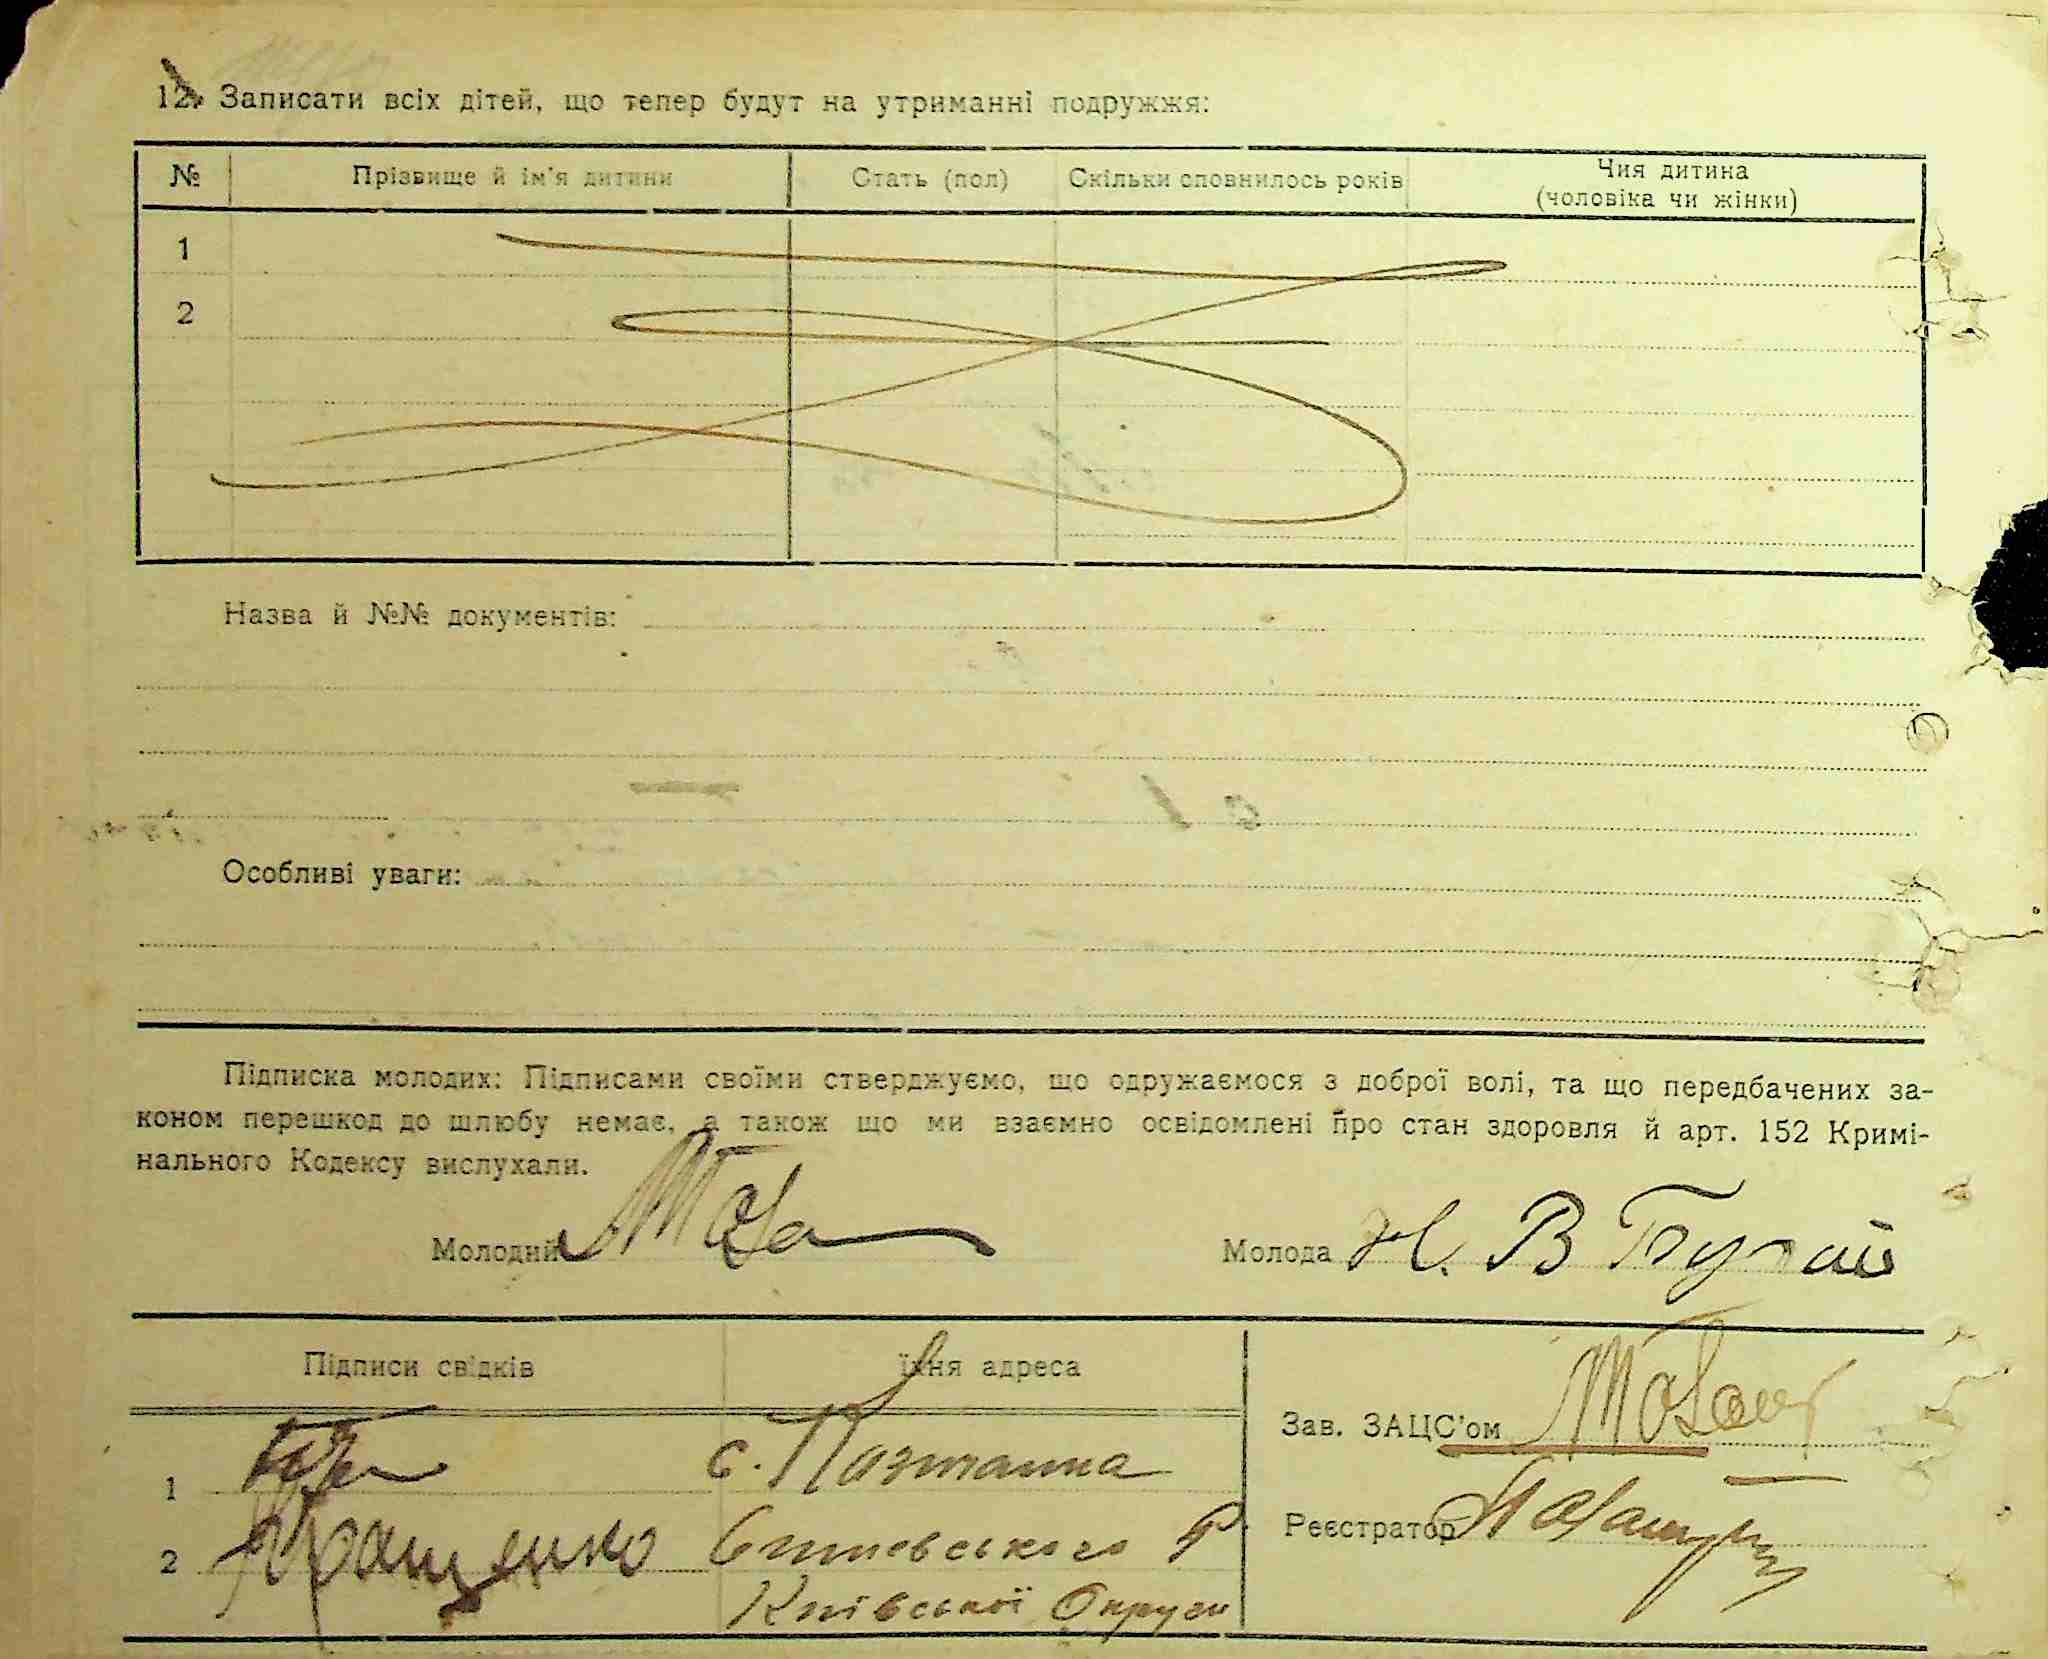 12. Записати всіх дітей, що тепер будут на утриманні подружжя:
№ Прізвище й ім'я дитини Стать (пол) Скільки сповнилось років Чия дитина (чоловіка чи жінки)
1
2
Назва й №№ документів:
Особливі уваги:
Підписка молодих: Підписами своїми стверджуємо, що одружаємося з доброї волі, та що передбачених за-
коном перешкод до шлюбу немає, а також що ми взаємно освідомлені про стан здоровля й арт. 152 Кримі-
нального Кодексу вислухали.
Молодий Молода Н. В Бугай
Підписи свідків їхня адреса
Зав. ЗАЦС'ом
1 с.
Реєстратор
2 Р.
Київської Округи